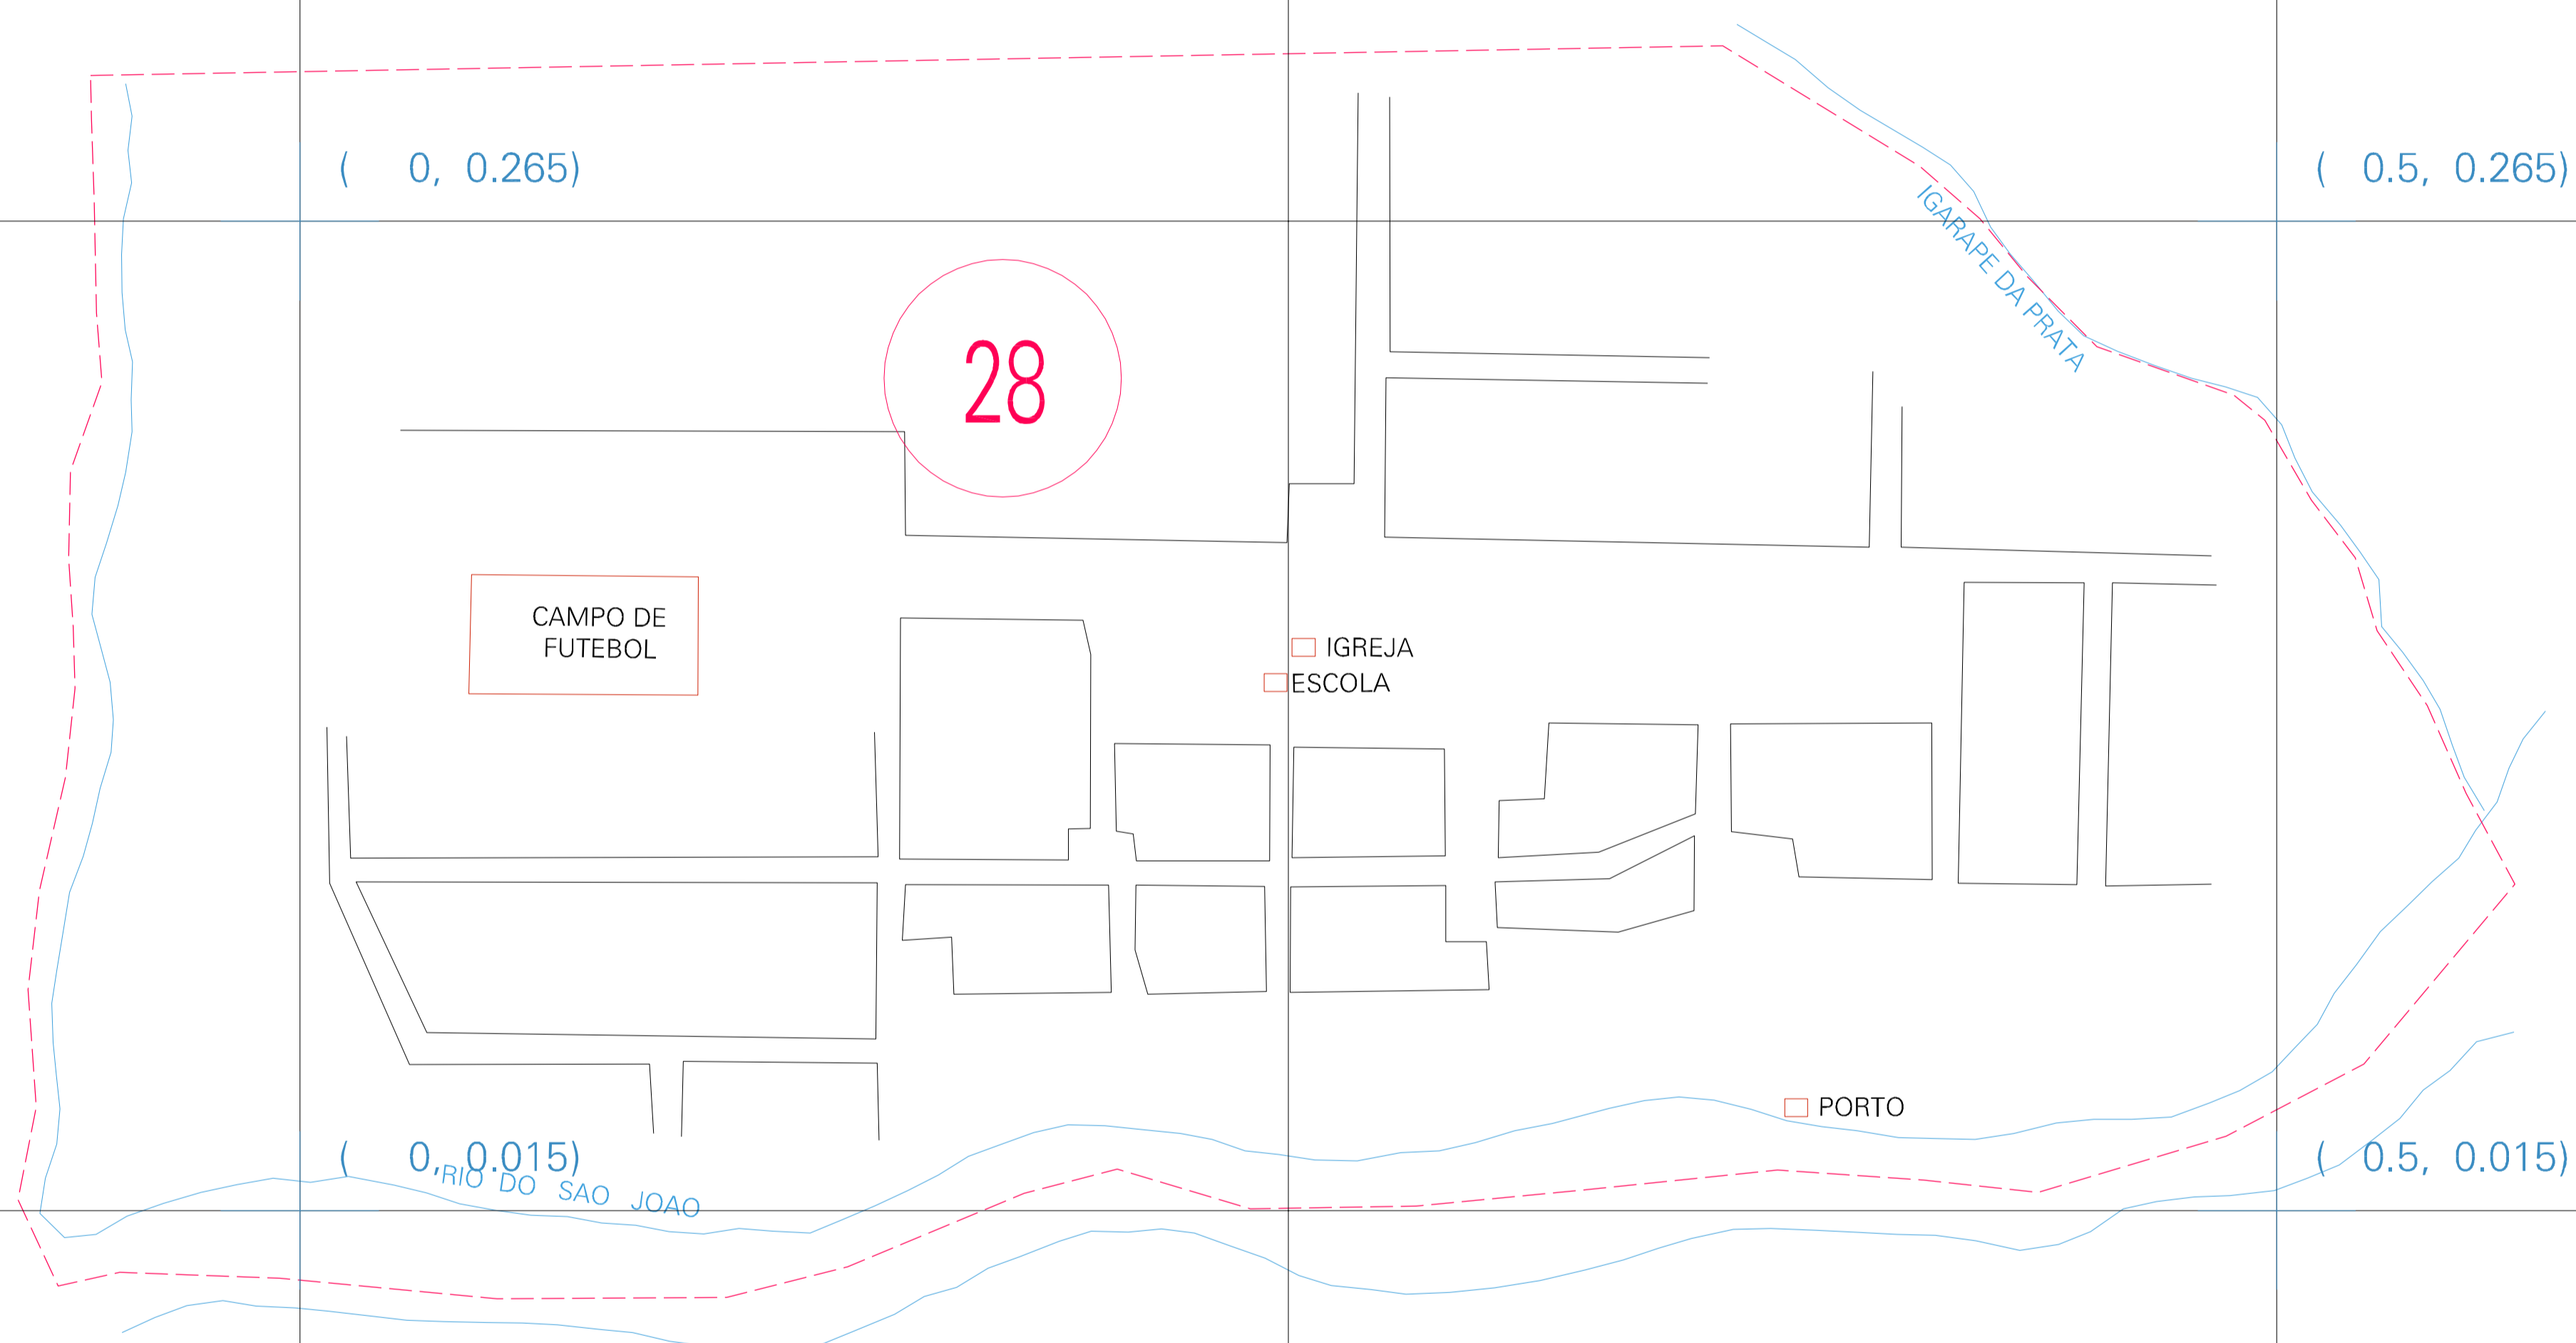 ( 0, 0.265)
( 0.5, 0.265)
IGARAPE DA PRATA
28
CAMPO DE
FUTEBOL
IGREJA
ESCOLA
PORTO
( 0, 0.015)
( 0.5, 0.015)
RIO DO SAO JOAO